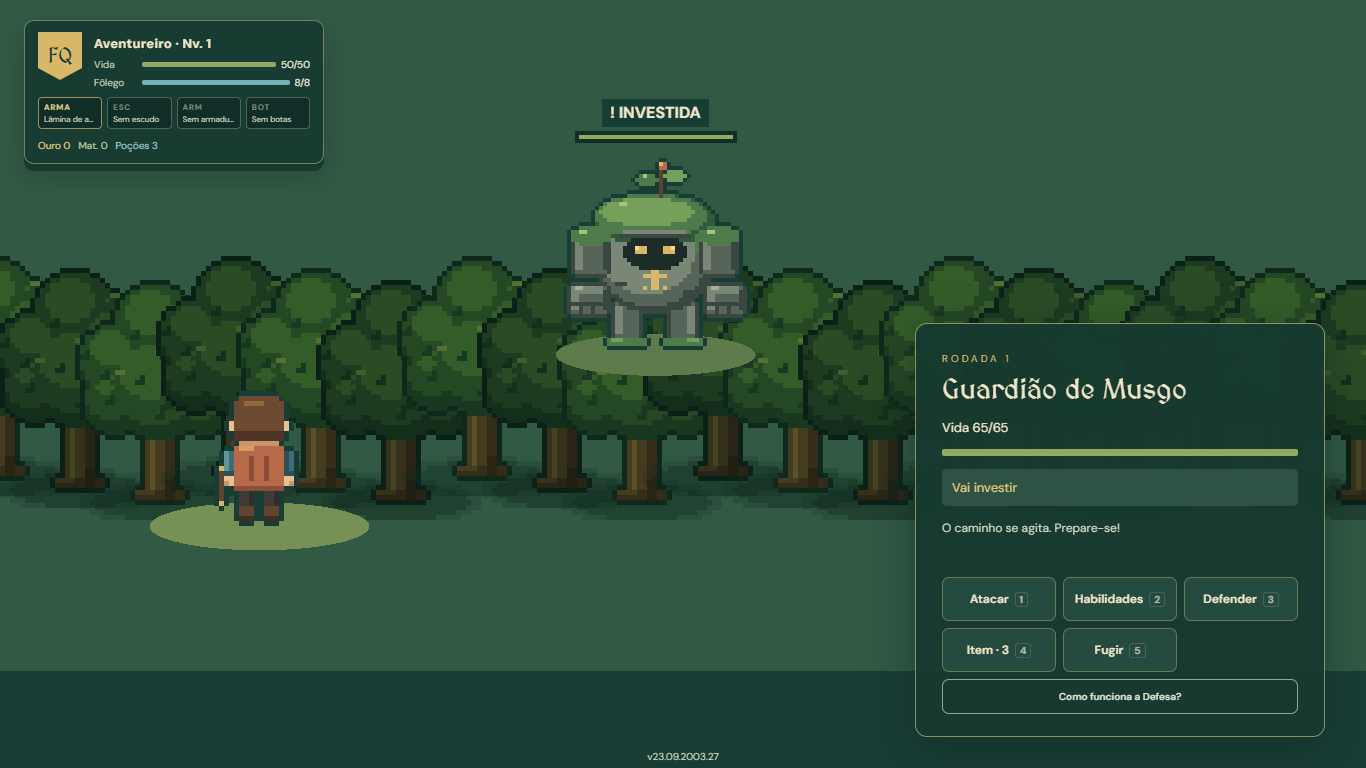 FQ
Aventureiro · Nv. 1
Vida 50/50
Fôlego 8/8
ARMA ESC ARM BOT
Lâmina de a... Sem escudo Sem armadu... Sem botas
Ouro 0 Mat. 0 Poções 3
! INVESTIDA
RODADA 1
Guardião de Musgo
Vida 65/65
Vai investir
O caminho se agita. Prepare-se!
Atacar 1 Habilidades 2 Defender 3
Item · 3 4 Fugir 5
Como funciona a Defesa?
v23.09.2003.27